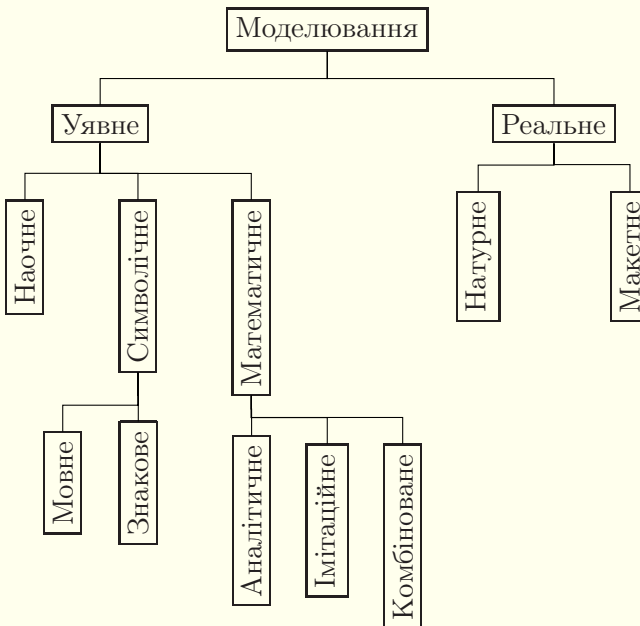 Моделювання
Уявне
Реальне
Наочне
Символічне
Математичне
Натурне
Макетне
Мовне
Знакове
Аналітичне
Імітаційне
Комбіноване